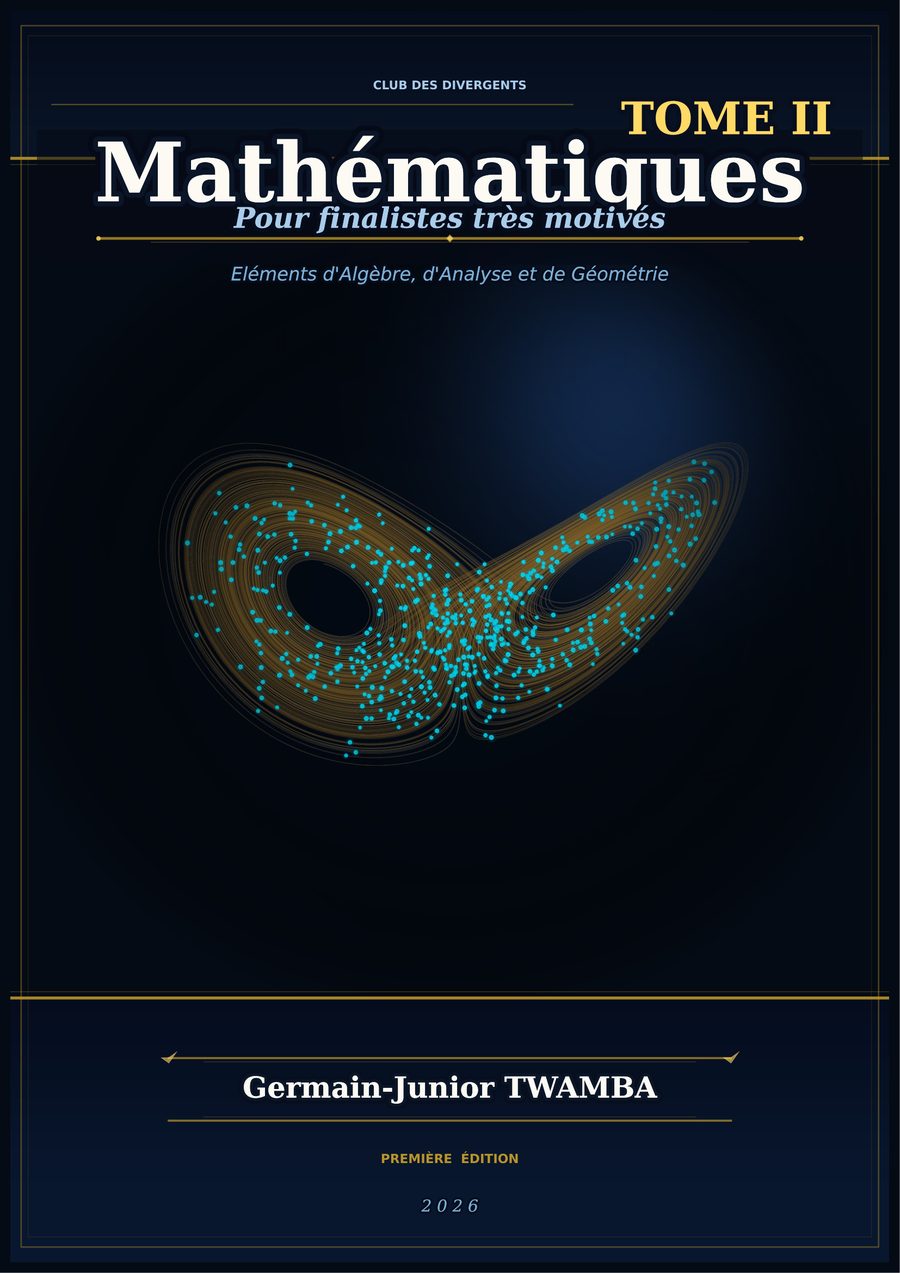 CLUB DES DIVERGENTS
TOME II
Mathématiques
Pour finalistes très motivés
Eléments d'Algèbre, d'Analyse et de Géométrie
Germain-Junior TWAMBA
PREMIÈRE ÉDITION
2026